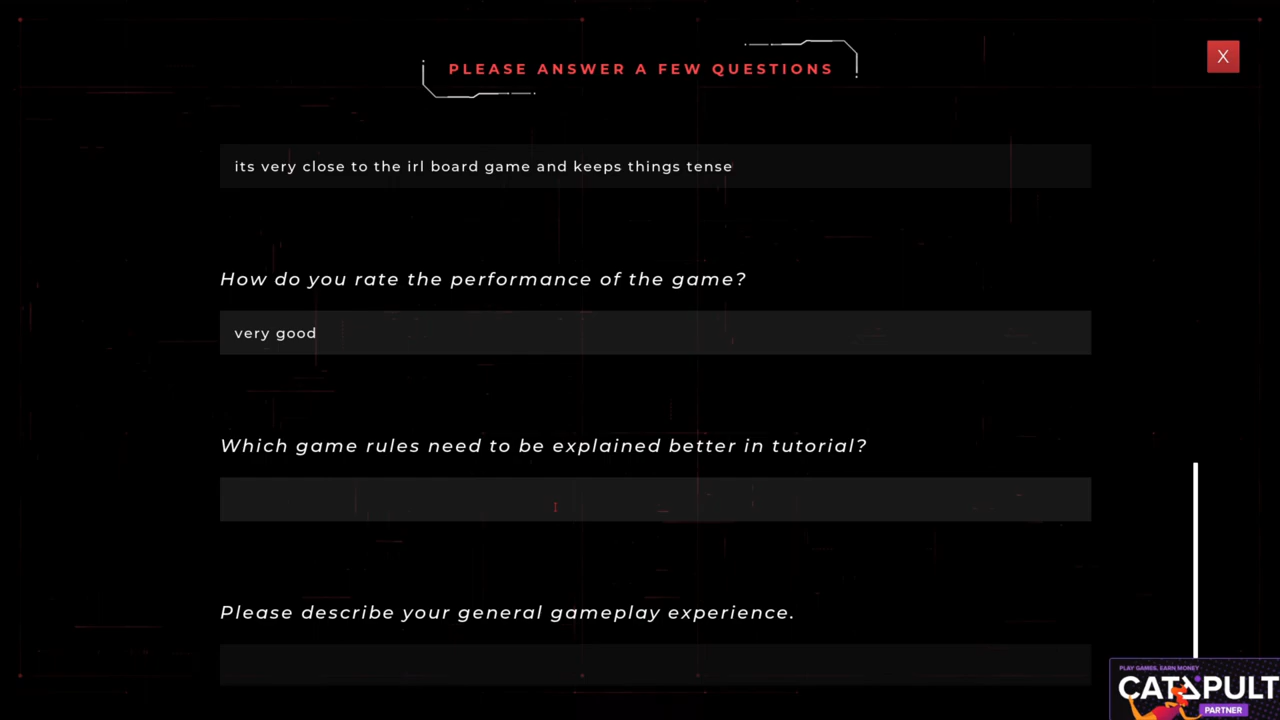 PLEASE ANSWER A FEW QUESTIONS
X
its very close to the irl board game and keeps things tense
How do you rate the performance of the game?
very good
Which game rules need to be explained better in tutorial?
Please describe your general gameplay experience.
PLAY GAMES, EARN MONEY
CATAPULT
PARTNER